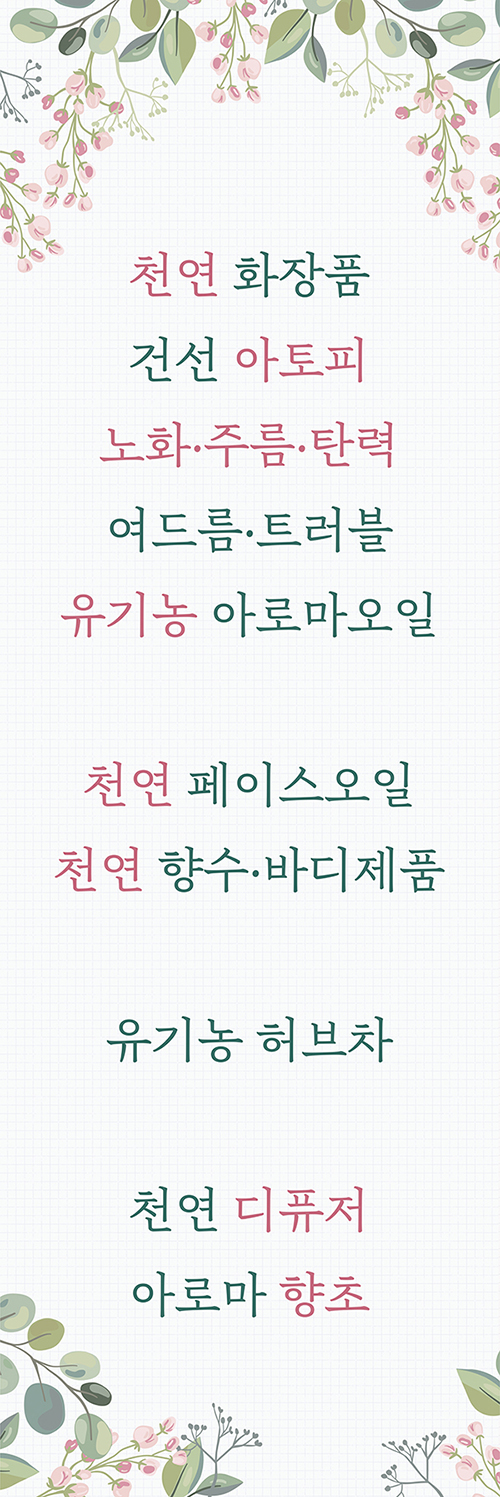 천연 화장품
건선 아토피
노화·주름·탄력
여드름·트러블
유기농 아로마오일
천연 페이스오일
천연 향수·바디제품
유기농 허브차
천연 디퓨저
아로마 향초